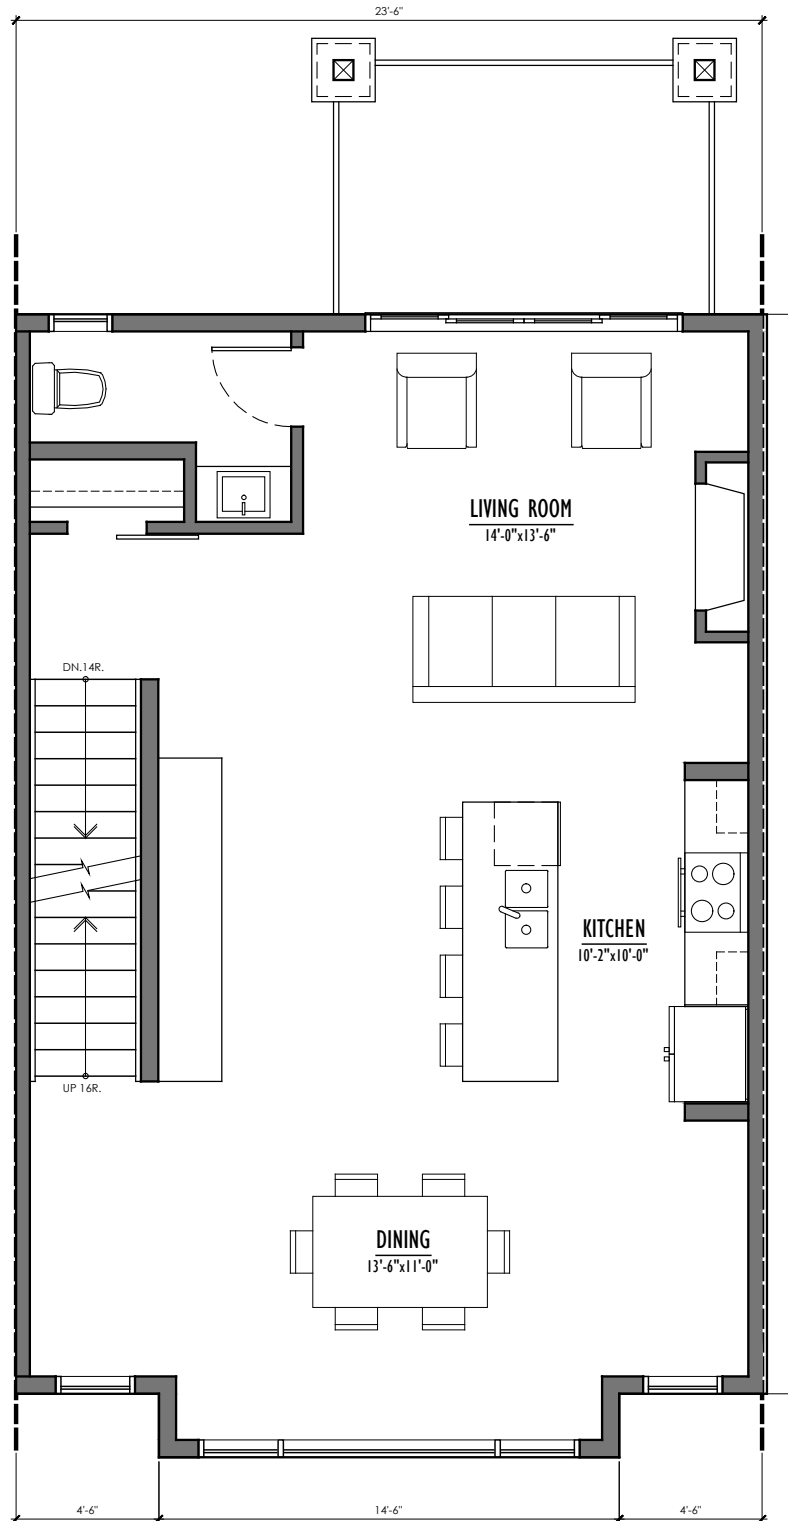 23'-6"
LIVING ROOM
14'-0"x13'-6"
DN.14R.
KITCHEN
10'-2"x10'-0"
UP 16R.
DINING
13'-6"x11'-0"
4'-6"
14'-6"
4'-6"